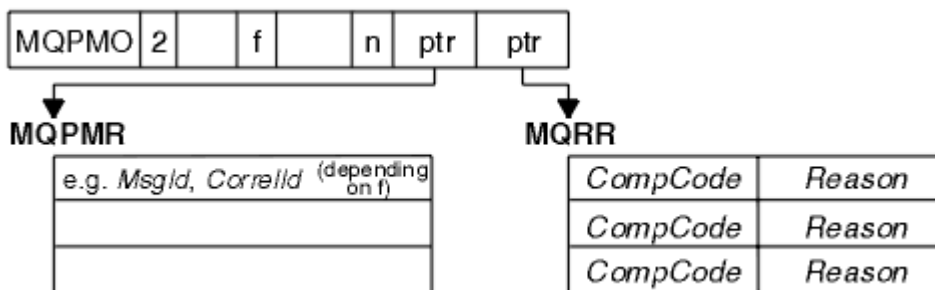 MQPMO 2 f n ptr ptr
MQPMR MQRR
e.g. MsgId, CorrelId (depending on f) CompCode Reason
CompCode Reason
CompCode Reason